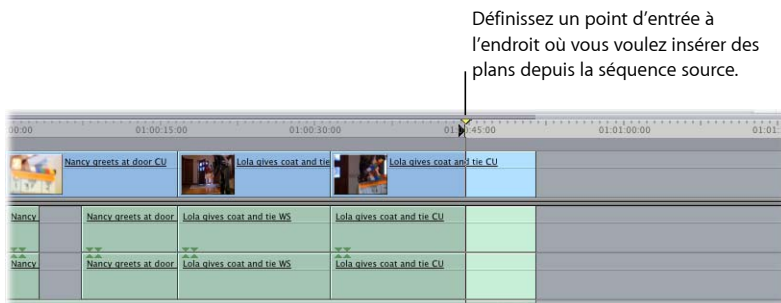 Définissez un point d’entrée à
l’endroit où vous voulez insérer des
plans depuis la séquence source.
00:00 01:00:15:00 01:00:30:00 01:00:45:00 01:01:00:00 01:01:
Nancy greets at door CU Lola gives coat and tie Lola gives coat and tie CU
Nancy Nancy greets at door Lola gives coat and tie WS Lola gives coat and tie CU
Nancy Nancy greets at door Lola gives coat and tie WS Lola gives coat and tie CU